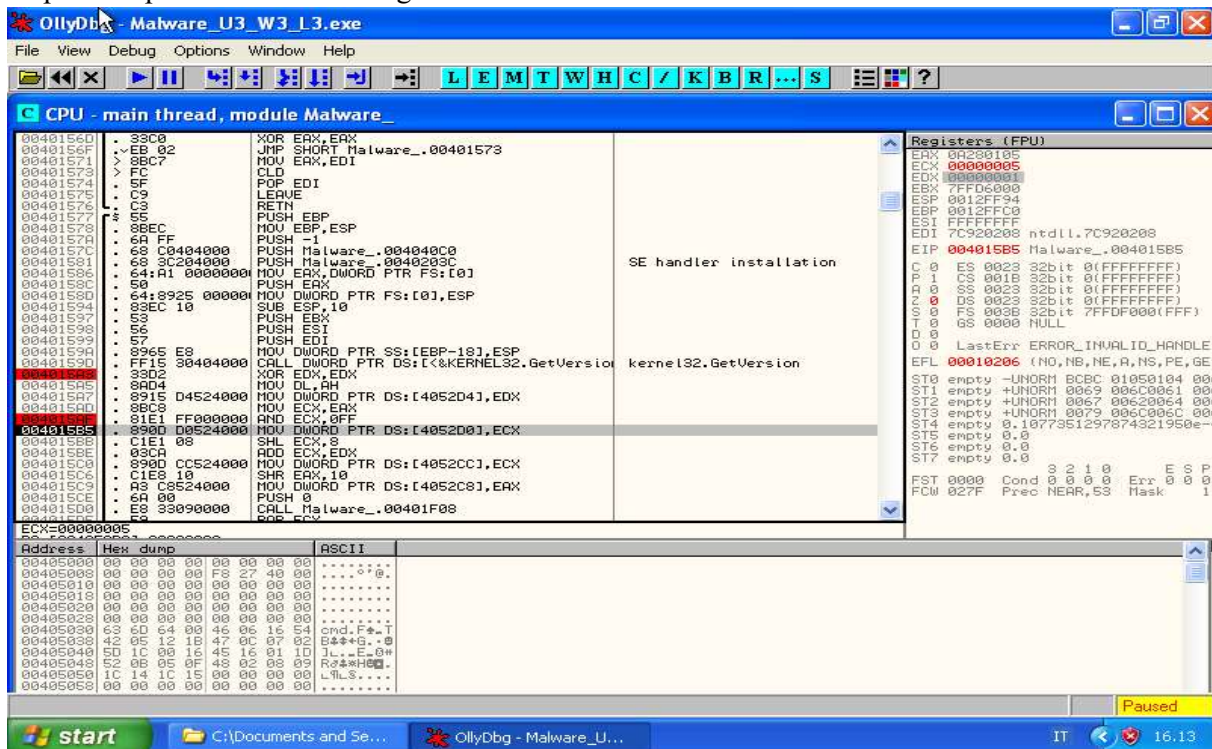 OllyDbg - Malware_U3_W3_L3.exe
File View Debug Options Window Help
L E M T W H C / K B R ... S ?
C CPU - main thread, module Malware_
0040156D . 33C0 XOR EAX,EAX
0040156F . EB 02 JMP SHORT Malware_.00401573
00401571 > 8BC7 MOV EAX,EDI
00401573 > FC CLD
00401574 . 5F POP EDI
00401575 . C9 LEAVE
00401576 . C3 RETN
00401577 $ 55 PUSH EBP
00401578 . 8BEC MOV EBP,ESP
0040157A . 6A FF PUSH -1
0040157C . 68 C0404000 PUSH Malware_.004040C0
00401581 . 68 3C204000 PUSH Malware_.0040203C SE handler installation
00401586 . 64:A1 0000000 MOV EAX,DWORD PTR FS:[0]
0040158C . 50 PUSH EAX
0040158D . 64:8925 00000 MOV DWORD PTR FS:[0],ESP
00401594 . 83EC 10 SUB ESP,10
00401597 . 53 PUSH EBX
00401598 . 56 PUSH ESI
00401599 . 57 PUSH EDI
0040159A . 8965 E8 MOV DWORD PTR SS:[EBP-18],ESP
0040159D . FF15 30404000 CALL DWORD PTR DS:[<&KERNEL32.GetVersio kernel32.GetVersion
004015A3 . 33D2 XOR EDX,EDX
004015A5 . 8AD4 MOV DL,AH
004015A7 . 8915 D4524000 MOV DWORD PTR DS:[4052D4],EDX
004015AD . 8BC8 MOV ECX,EAX
004015AF . 81E1 FF000000 AND ECX,0FF
004015B5 . 890D D0524000 MOV DWORD PTR DS:[4052D0],ECX
004015BB . C1E1 08 SHL ECX,8
004015BE . 03CA ADD ECX,EDX
004015C0 . 890D CC524000 MOV DWORD PTR DS:[4052CC],ECX
004015C6 . C1E8 10 SHR EAX,10
004015C9 . A3 C8524000 MOV DWORD PTR DS:[4052C8],EAX
004015CE . 6A 00 PUSH 0
004015D0 . E8 33090000 CALL Malware_.00401F08
ECX=00000005
Registers (FPU)
EAX 0A280105
ECX 00000005
EDX 00000001
EBX 7FFD6000
ESP 0012FF94
EBP 0012FFC0
ESI FFFFFFFF
EDI 7C920208 ntdll.7C920208
EIP 004015B5 Malware_.004015B5
C 0 ES 0023 32bit 0(FFFFFFFF)
P 1 CS 001B 32bit 0(FFFFFFFF)
A 0 SS 0023 32bit 0(FFFFFFFF)
Z 0 DS 0023 32bit 0(FFFFFFFF)
S 0 FS 003B 32bit 7FFDF000(FFF)
T 0 GS 0000 NULL
D 0
O 0 LastErr ERROR_INVALID_HANDLE
EFL 00010206 (NO,NB,NE,A,NS,PE,GE
ST0 empty -UNORM BCBC 01050104 00
ST1 empty +UNORM 0069 006C0061 00
ST2 empty +UNORM 0067 00620064 00
ST3 empty +UNORM 0079 006C006C 00
ST4 empty 0.1077351297874321950e-
ST5 empty 0.0
ST6 empty 0.0
ST7 empty 0.0
3 2 1 0 E S P
FST 0000 Cond 0 0 0 0 Err 0 0 0
FCW 027F Prec NEAR,53 Mask 1
Address Hex dump ASCII
00405000 00 00 00 00 00 00 00 00 ........
00405008 00 00 00 00 F8 27 40 00 ....°'@.
00405010 00 00 00 00 00 00 00 00 ........
00405018 00 00 00 00 00 00 00 00 ........
00405020 00 00 00 00 00 00 00 00 ........
00405028 00 00 00 00 00 00 00 00 ........
00405030 63 6D 64 00 46 06 16 54 cmd.F♠▬T
00405038 42 05 12 1B 47 0C 07 02
00405040 5D 1C 00 16 45 16 01 1D
00405048 52 0B 05 0F 48 02 08 09
00405050 1C 14 1C 15 00 00 00 00
00405058 00 00 00 00 00 00 00 00 ........
Paused
start C:\Documents and Se... OllyDbg - Malware_U... IT 16.13